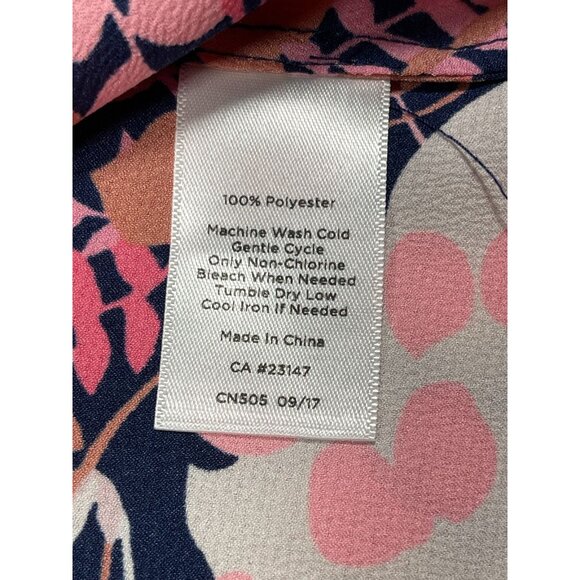 100% Polyester
Machine Wash Cold
Gentle Cycle
Only Non-Chlorine
Bleach When Needed
Tumble Dry Low
Cool Iron If Needed
Made In China
CA #23147
CN505 09/17